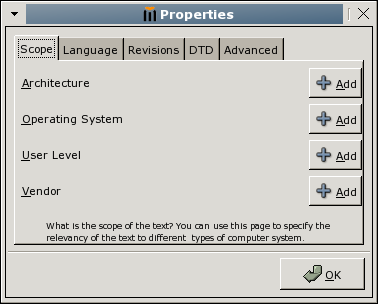 Properties
Scope Language Revisions DTD Advanced
Architecture Add
Operating System Add
User Level Add
Vendor Add
What is the scope of the text? You can use this page to specify the
relevancy of the text to different types of computer system.
OK